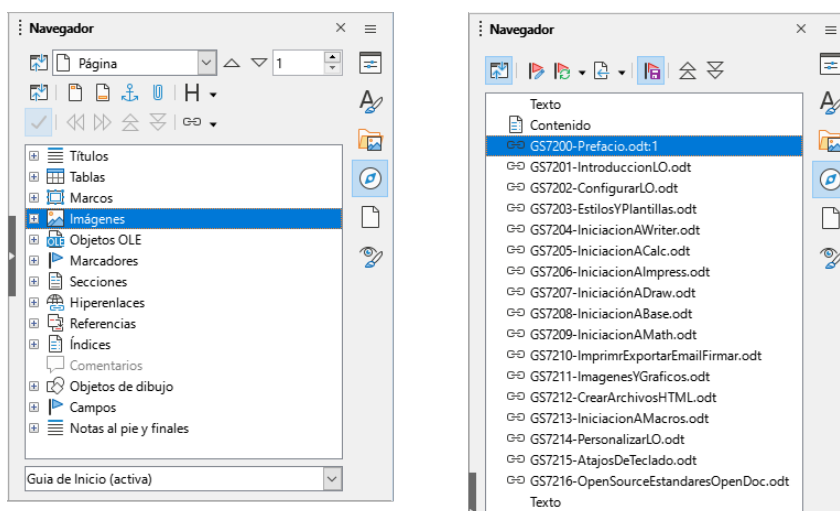 Navegador
Página
1
H
Títulos
Tablas
Marcos
Imágenes
OLE Objetos OLE
Marcadores
Secciones
Hiperenlaces
Referencias
Índices
Comentarios
Objetos de dibujo
Campos
Notas al pie y finales
Guia de Inicio (activa)
Navegador
Texto
Contenido
GS7200-Prefacio.odt:1
GS7201-IntroduccionLO.odt
GS7202-ConfigurarLO.odt
GS7203-EstilosYPlantillas.odt
GS7204-IniciacionAWriter.odt
GS7205-IniciacionACalc.odt
GS7206-IniciacionAImpress.odt
GS7207-IniciaciónADraw.odt
GS7208-IniciacionABase.odt
GS7209-IniciacionAMath.odt
GS7210-ImprimrExportarEmailFirmar.odt
GS7211-ImagenesYGraficos.odt
GS7212-CrearArchivosHTML.odt
GS7213-IniciacionAMacros.odt
GS7214-PersonalizarLO.odt
GS7215-AtajosDeTeclado.odt
GS7216-OpenSourceEstandaresOpenDoc.odt
Texto